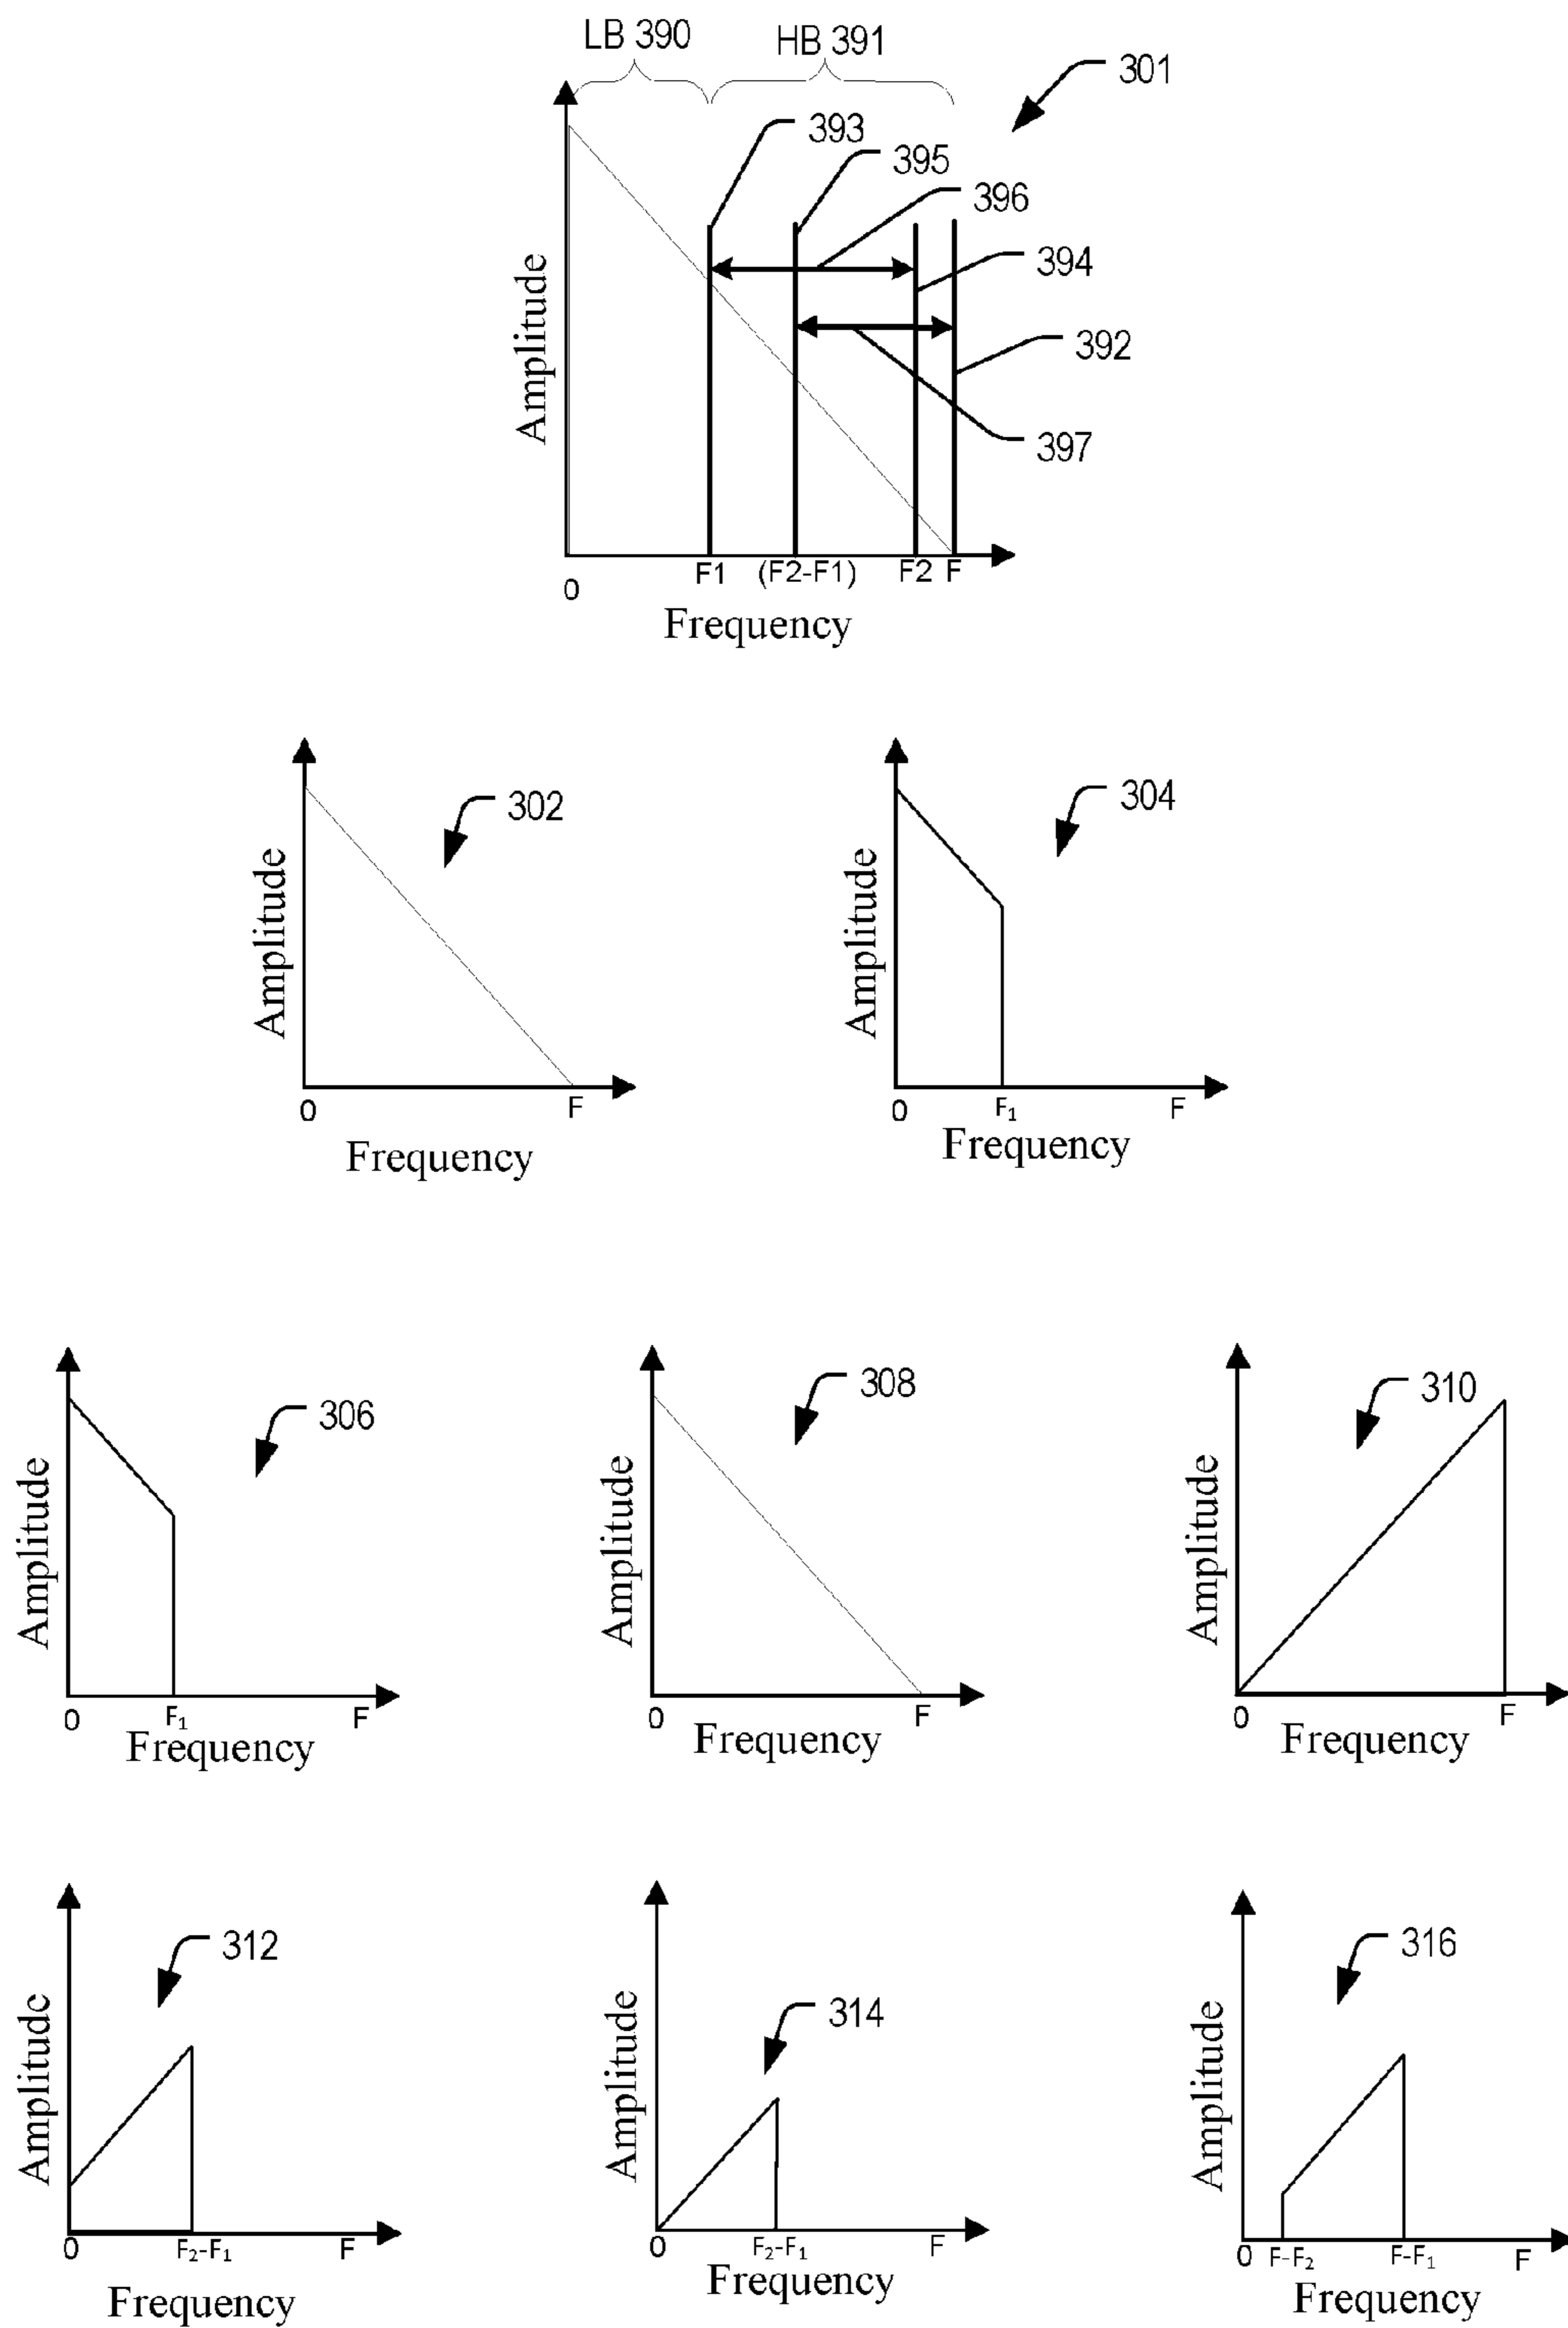 LB 390
HB 391
301
393
395
396
394
392
397
Amplitude
0
F1
(F2-F1)
F2
F
Frequency
302
Amplitude
0
F
Frequency
304
Amplitude
0
F₁
F
Frequency
306
Amplitude
0
F₁
F
Frequency
308
Amplitude
0
F
Frequency
310
Amplitude
0
F
Frequency
312
Amplitude
0
F₂-F₁
F
Frequency
314
Amplitude
0
F₂-F₁
F
Frequency
316
Amplitude
0
F-F₂
F-F₁
F
Frequency